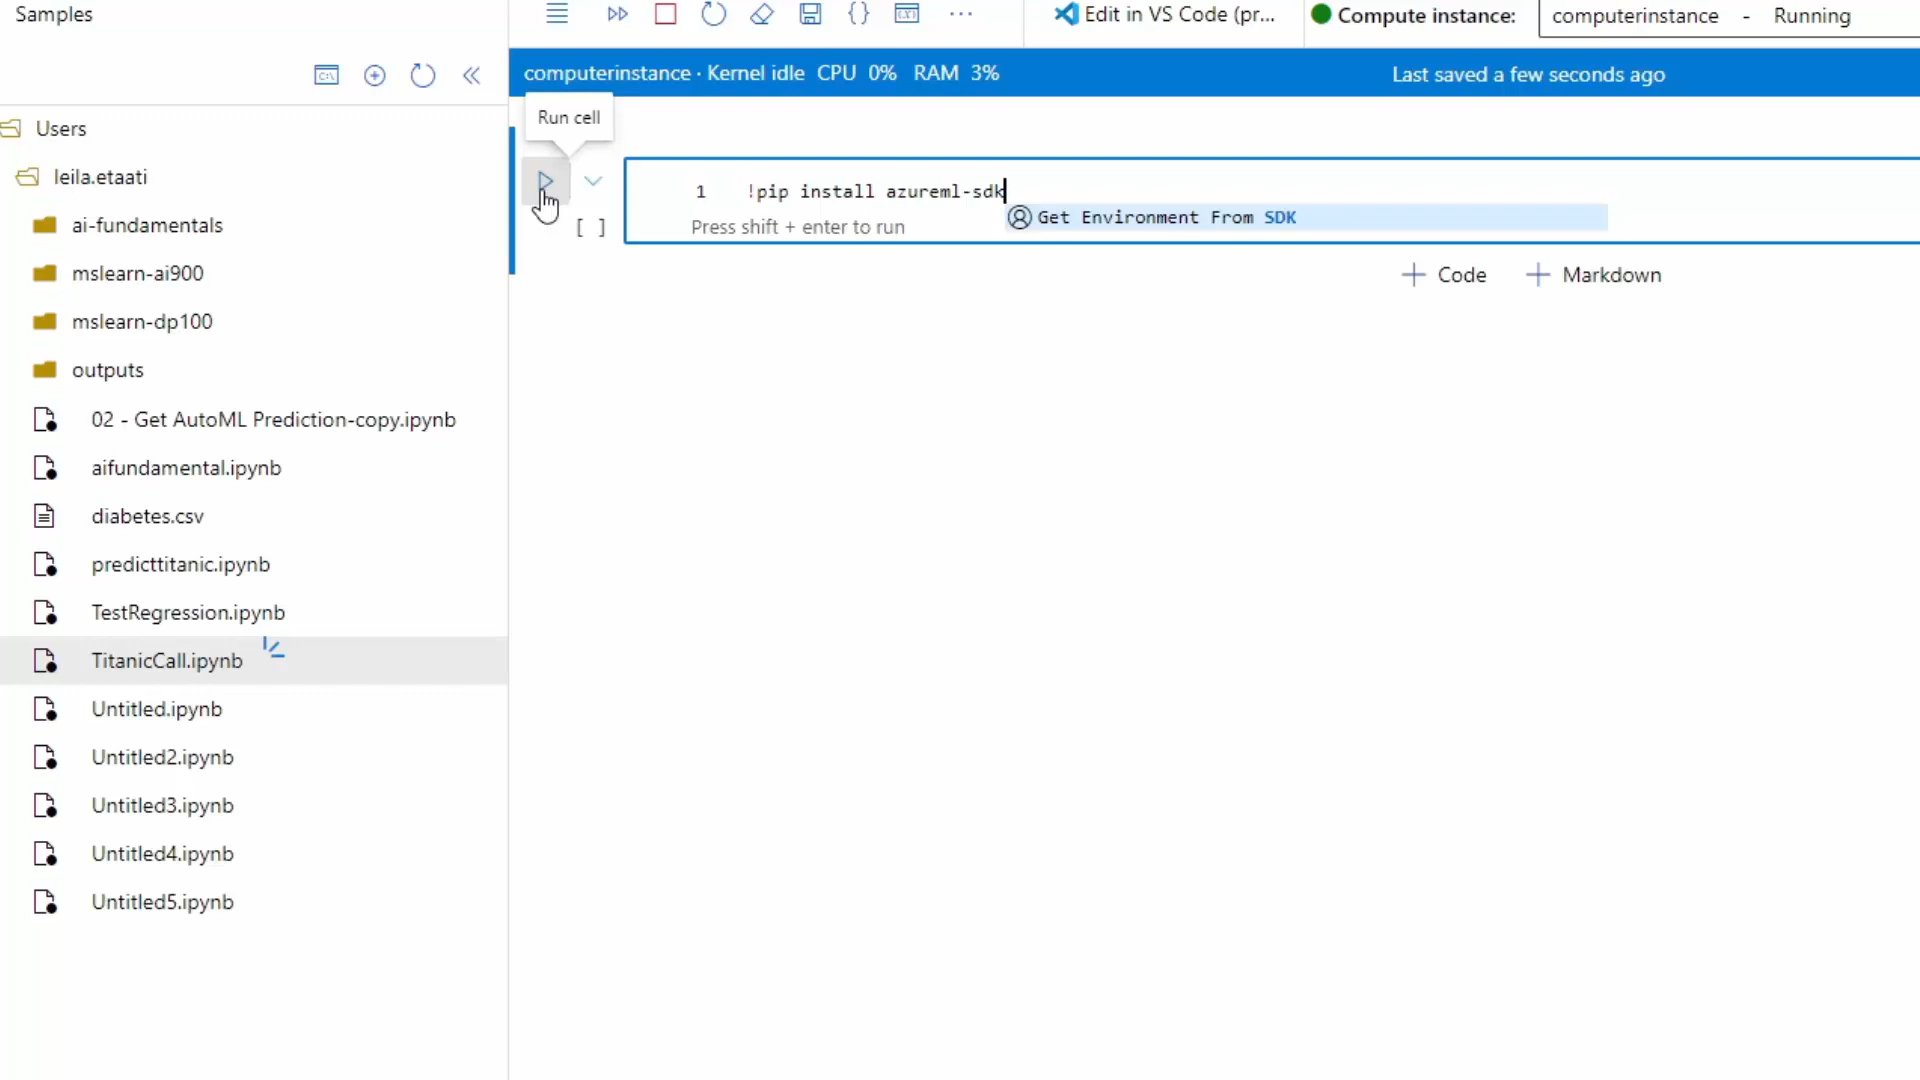 Samples
Edit in VS Code (pr...
Compute instance:
computerinstance - Running
computerinstance · Kernel idle CPU 0% RAM 3%
Last saved a few seconds ago
Run cell
1 !pip install azureml-sdk
Get Environment From SDK
Press shift + enter to run
[ ]
Code
Markdown
Users
leila.etaati
ai-fundamentals
mslearn-ai900
mslearn-dp100
outputs
02 - Get AutoML Prediction-copy.ipynb
aifundamental.ipynb
diabetes.csv
predicttitanic.ipynb
TestRegression.ipynb
TitanicCall.ipynb
Untitled.ipynb
Untitled2.ipynb
Untitled3.ipynb
Untitled4.ipynb
Untitled5.ipynb